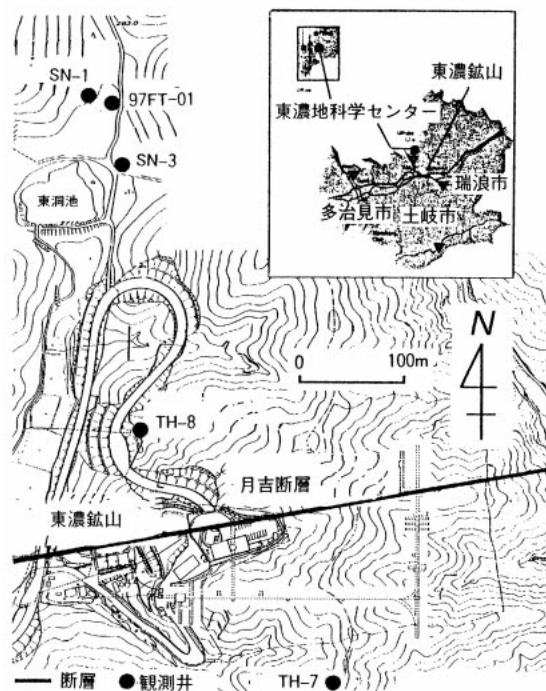 SN-1
97FT-01
SN-3
東洞池
東濃鉱山
東濃地科学センター
瑞浪市
多治見市
土岐市
N
0 100m
TH-8
月吉断層
東濃鉱山
断層
観測井
TH-7